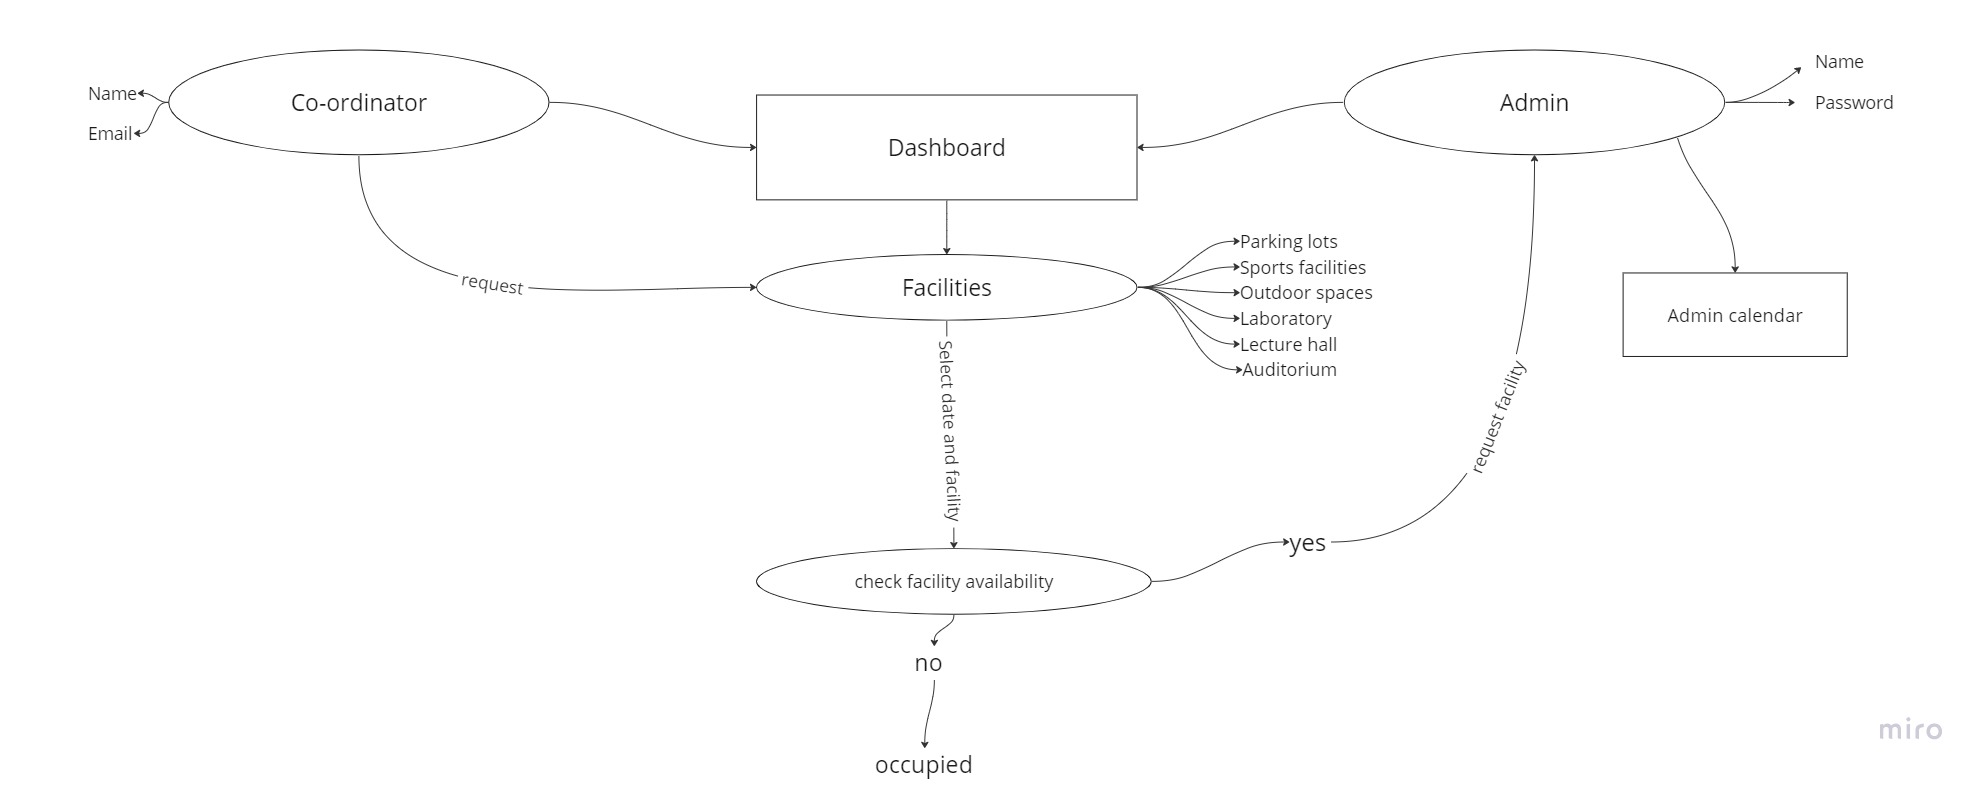 Name
Email
Co-ordinator
Dashboard
Admin
Name
Password
request
Facilities
Parking lots
Sports facilities
Outdoor spaces
Laboratory
Lecture hall
Auditorium
Admin calendar
Select date and facility
request facility
check facility availability
yes
no
occupied
miro